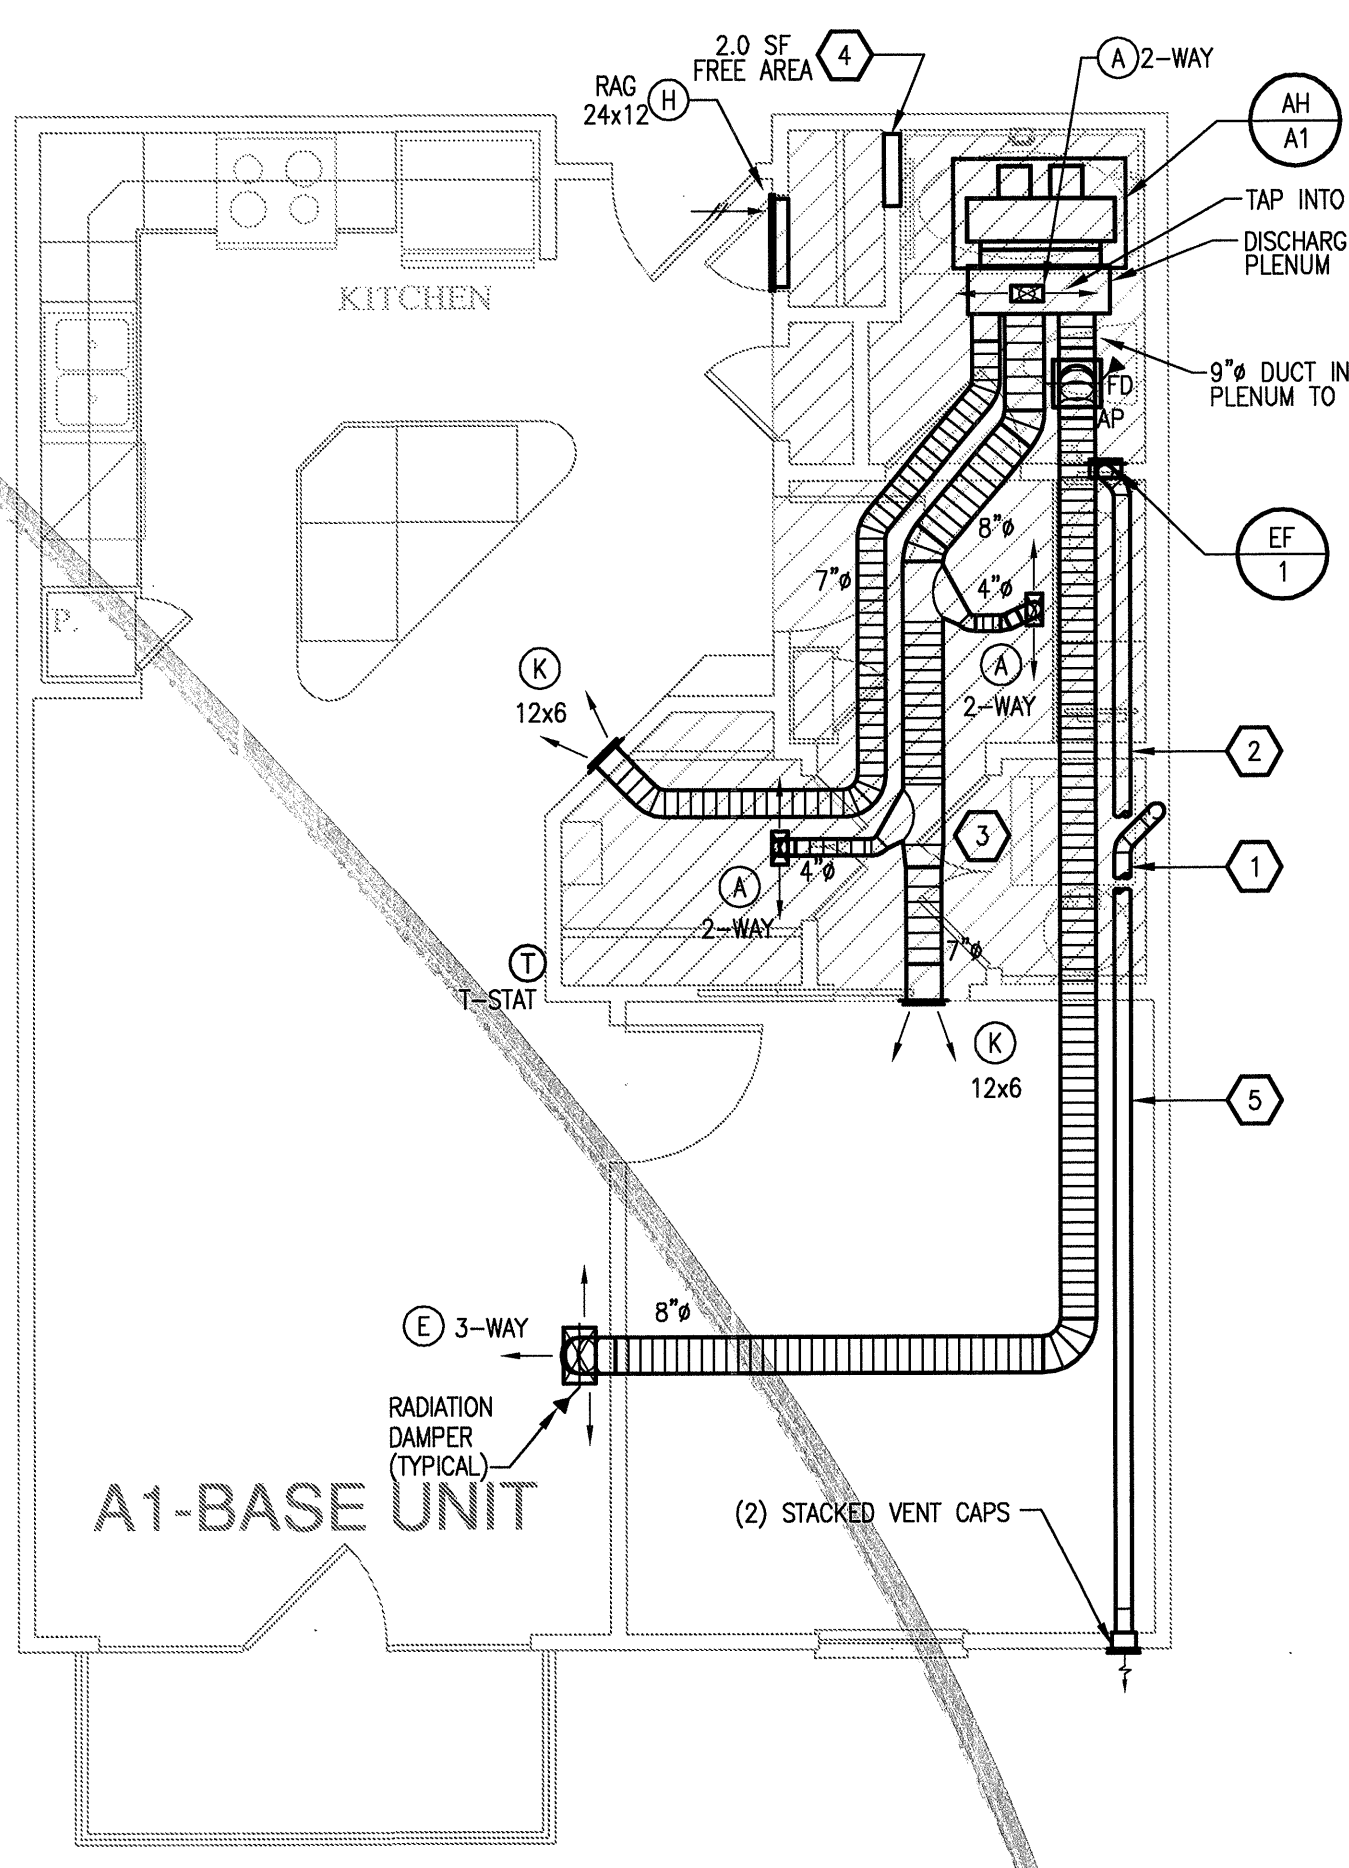 2.0 SF
FREE AREA
4
A 2-WAY
RAG
24x12
H
AH
A1
TAP INTO
DISCHARG
PLENUM
KITCHEN
9"ø DUCT IN
PLENUM TO
FD
AP
8"ø
EF
1
7"ø
4"ø
P.
K
12x6
A
2-WAY
2
3
4"ø
1
A
2-WAY
7"ø
T
T-STAT
K
12x6
5
8"ø
E 3-WAY
RADIATION
DAMPER
(TYPICAL)
A1-BASE UNIT
(2) STACKED VENT CAPS